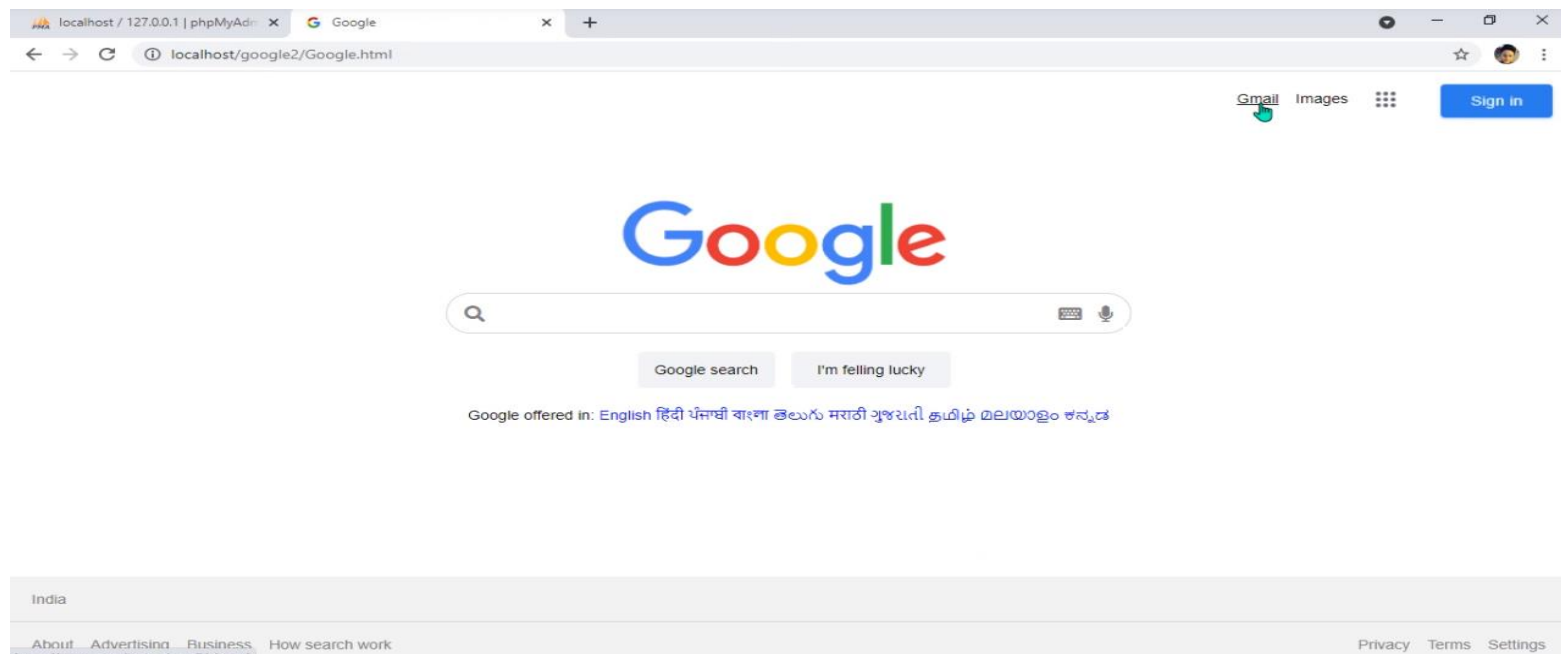 localhost / 127.0.0.1 | phpMyAdm
Google
localhost/google2/Google.html
Gmail Images Sign in
Google
Google search I'm felling lucky
Google offered in: English हिंदी ਪੰਜਾਬੀ বাংলা తెలుగు मराठी ગુજરાતી தமிழ் മലയാളം ಕನ್ನಡ
India
About Advertising Business How search work Privacy Terms Settings